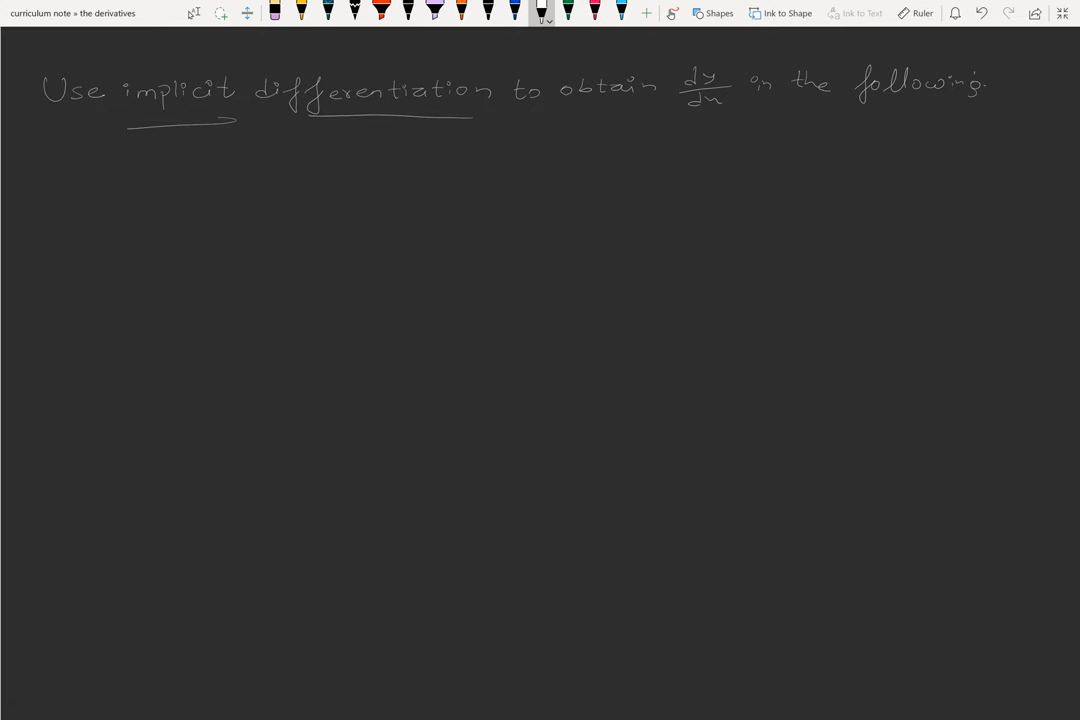 curriculum note » the derivatives Shapes Ink to Shape Ink to Text Ruler
Use implicit differentiation to obtain dy/dx in the following.